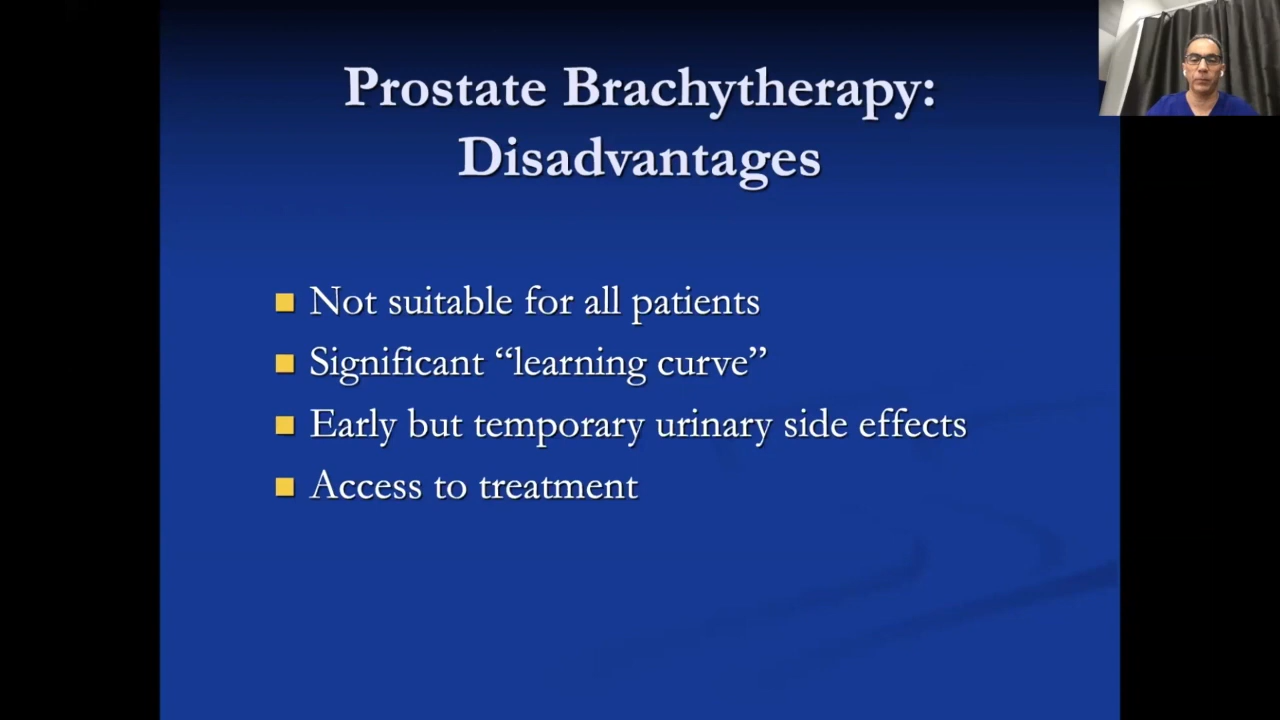 Prostate Brachytherapy:
Disadvantages
Not suitable for all patients
Significant “learning curve”
Early but temporary urinary side effects
Access to treatment